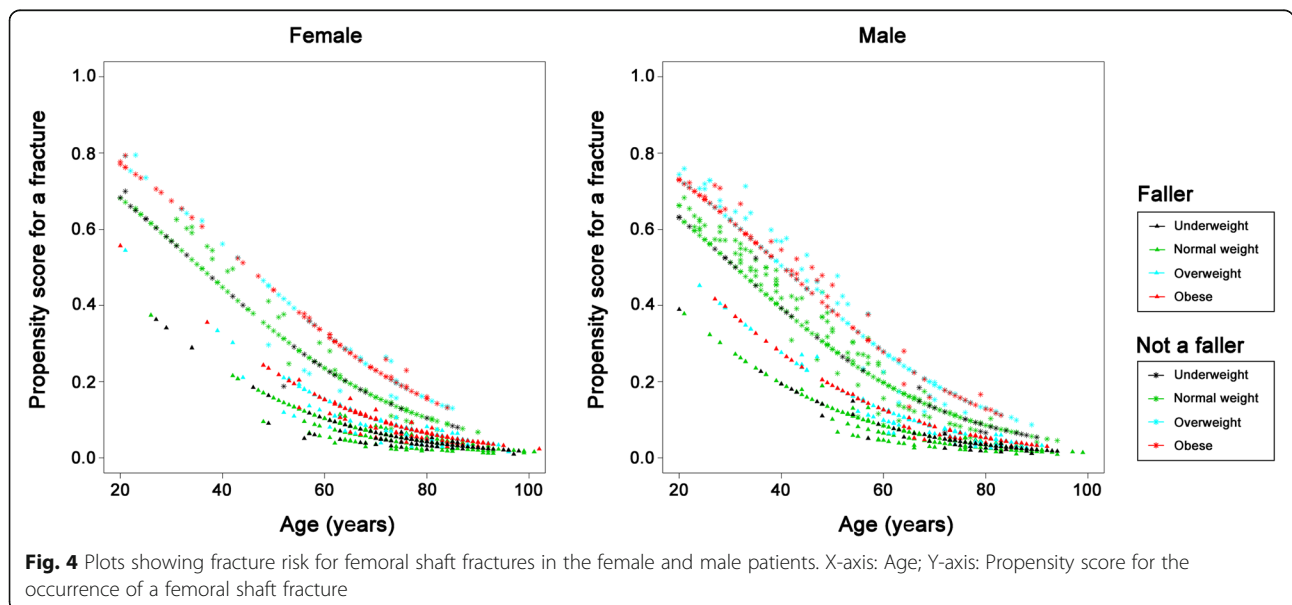 Female
Male
Propensity score for a fracture
1.0
0.8
0.6
0.4
0.2
0.0
20
40
60
80
100
Age (years)
Propensity score for a fracture
1.0
0.8
0.6
0.4
0.2
0.0
20
40
60
80
100
Age (years)
Faller
Underweight
Normal weight
Overweight
Obese
Not a faller
Underweight
Normal weight
Overweight
Obese
Fig. 4 Plots showing fracture risk for femoral shaft fractures in the female and male patients. X-axis: Age; Y-axis: Propensity score for the
occurrence of a femoral shaft fracture